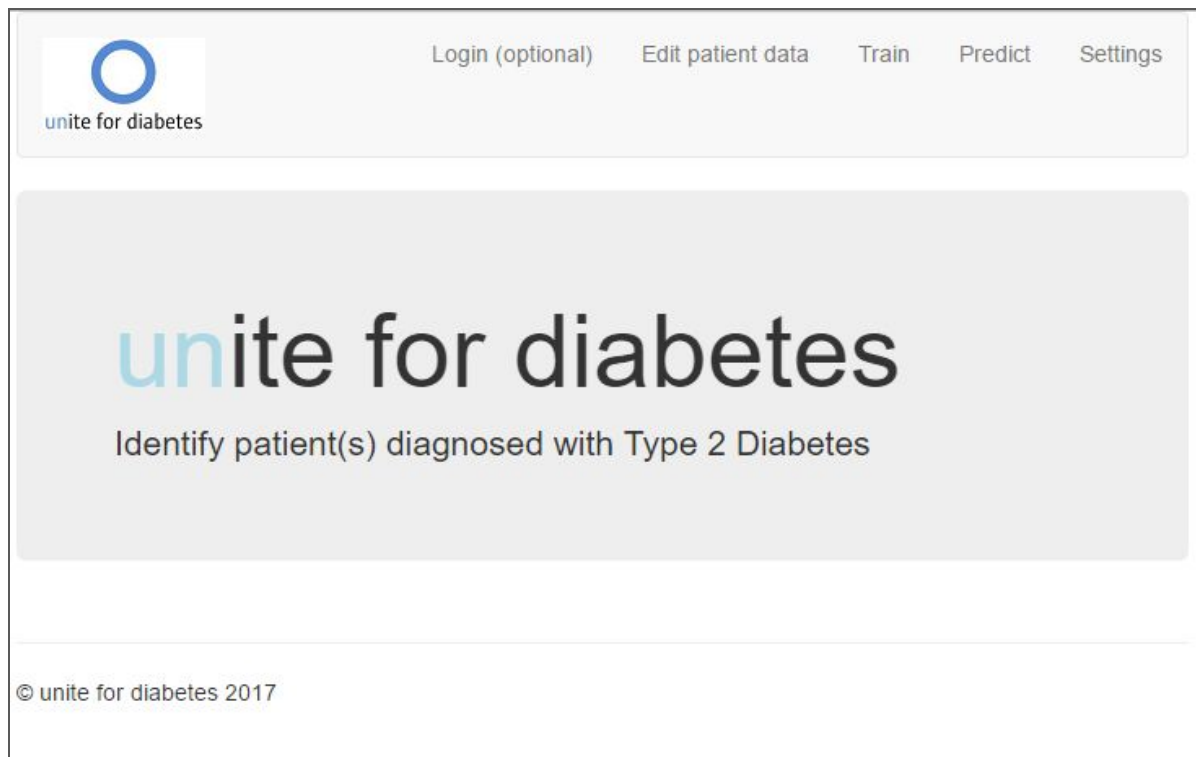 Login (optional) Edit patient data Train Predict Settings
unite for diabetes
unite for diabetes
Identify patient(s) diagnosed with Type 2 Diabetes
© unite for diabetes 2017